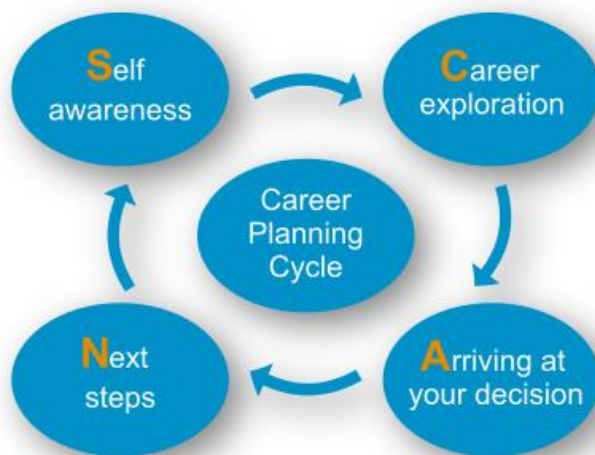 Self
awareness
Career
exploration
Career
Planning
Cycle
Next
steps
Arriving at
your decision